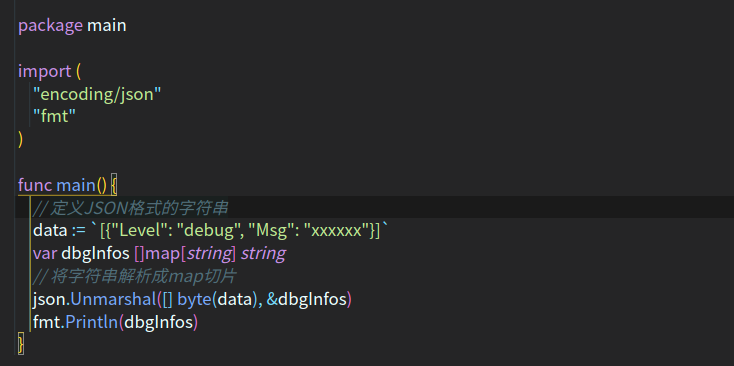 package main
import (
"encoding/json"
"fmt"
)
func main() {
// 定义JSON格式的字符串
data := `[{"Level": "debug", "Msg": "xxxxxx"}]`
var dbgInfos []map[string] string
// 将字符串解析成map切片
json.Unmarshal([] byte(data), &dbgInfos)
fmt.Println(dbgInfos)
}